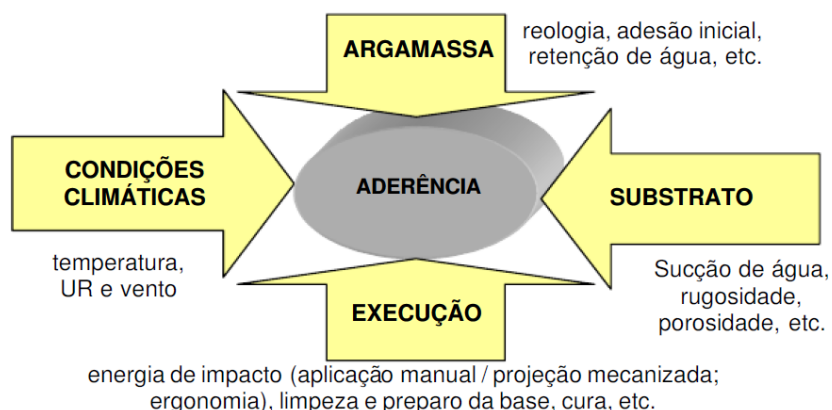 ARGAMASSA
reologia, adesão inicial,
retenção de água, etc.
CONDIÇÕES
CLIMÁTICAS
temperatura,
UR e vento
ADERÊNCIA
SUBSTRATO
Sucção de água,
rugosidade,
porosidade, etc.
EXECUÇÃO
energia de impacto (aplicação manual / projeção mecanizada;
ergonomia), limpeza e preparo da base, cura, etc.